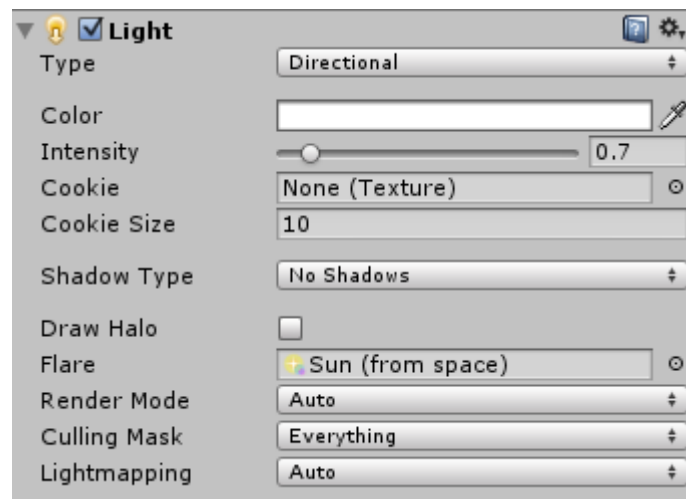 Light
Type Directional
Color
Intensity 0.7
Cookie None (Texture)
Cookie Size 10
Shadow Type No Shadows
Draw Halo
Flare Sun (from space)
Render Mode Auto
Culling Mask Everything
Lightmapping Auto